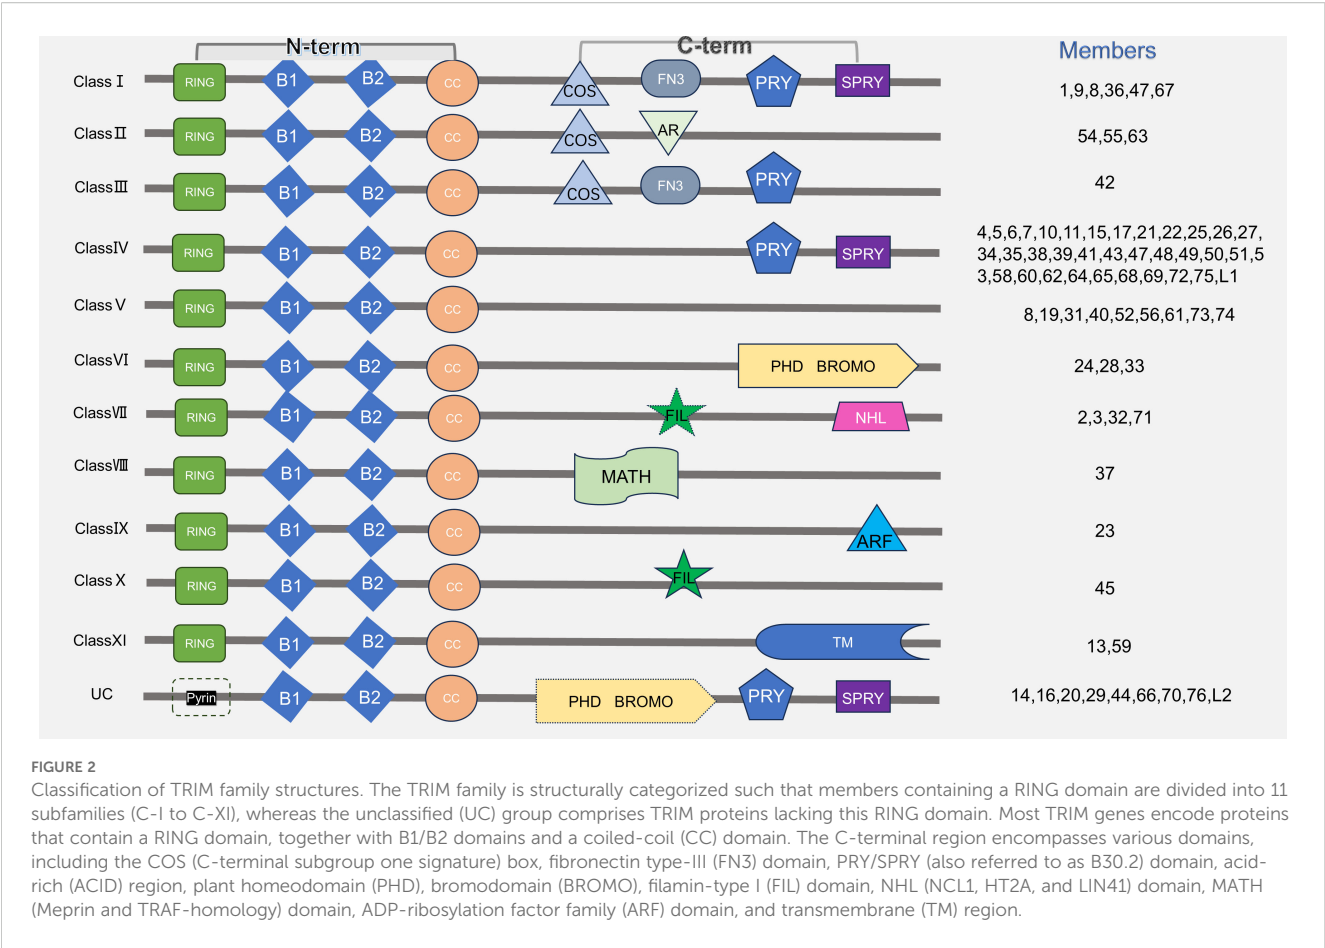 N-term C-term Members
Class I RING B1 B2 CC COS FN3 PRY SPRY 1,9,8,36,47,67
ClassⅡ RING B1 B2 CC COS AR 54,55,63
ClassⅢ RING B1 B2 CC COS FN3 PRY 42
ClassIV RING B1 B2 CC PRY SPRY 4,5,6,7,10,11,15,17,21,22,25,26,27,
34,35,38,39,41,43,47,48,49,50,51,5
3,58,60,62,64,65,68,69,72,75,L1
Class V RING B1 B2 CC 8,19,31,40,52,56,61,73,74
ClassVI RING B1 B2 CC PHD BROMO 24,28,33
ClassⅦ RING B1 B2 CC FIL NHL 2,3,32,71
ClassⅧ RING B1 B2 CC MATH 37
ClassIX RING B1 B2 CC ARF 23
Class X RING B1 B2 CC FIL 45
ClassXI RING B1 B2 CC TM 13,59
UC Pyrin B1 B2 CC PHD BROMO PRY SPRY 14,16,20,29,44,66,70,76,L2
FIGURE 2
Classification of TRIM family structures. The TRIM family is structurally categorized such that members containing a RING domain are divided into 11
subfamilies (C-I to C-XI), whereas the unclassified (UC) group comprises TRIM proteins lacking this RING domain. Most TRIM genes encode proteins
that contain a RING domain, together with B1/B2 domains and a coiled-coil (CC) domain. The C-terminal region encompasses various domains,
including the COS (C-terminal subgroup one signature) box, fibronectin type-III (FN3) domain, PRY/SPRY (also referred to as B30.2) domain, acid-
rich (ACID) region, plant homeodomain (PHD), bromodomain (BROMO), filamin-type I (FIL) domain, NHL (NCL1, HT2A, and LIN41) domain, MATH
(Meprin and TRAF-homology) domain, ADP-ribosylation factor family (ARF) domain, and transmembrane (TM) region.